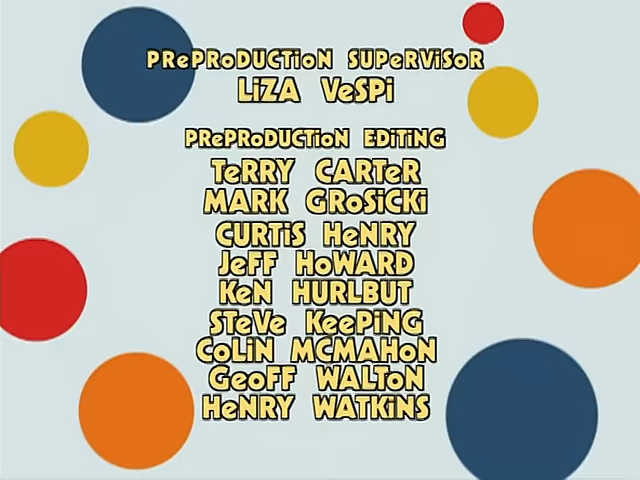 PRePRoDUCTioN SUPeRViSoR
LiZA VeSPi
PRePRoDUCTioN EDiTiNG
TeRRY CARTeR
MARK GRoSiCKi
CURTiS HeNRY
JeFF HoWARD
KeN HURLBUT
STeVe KeePiNG
CoLiN MCMAHoN
GeoFF WALToN
HeNRY WATKiNS